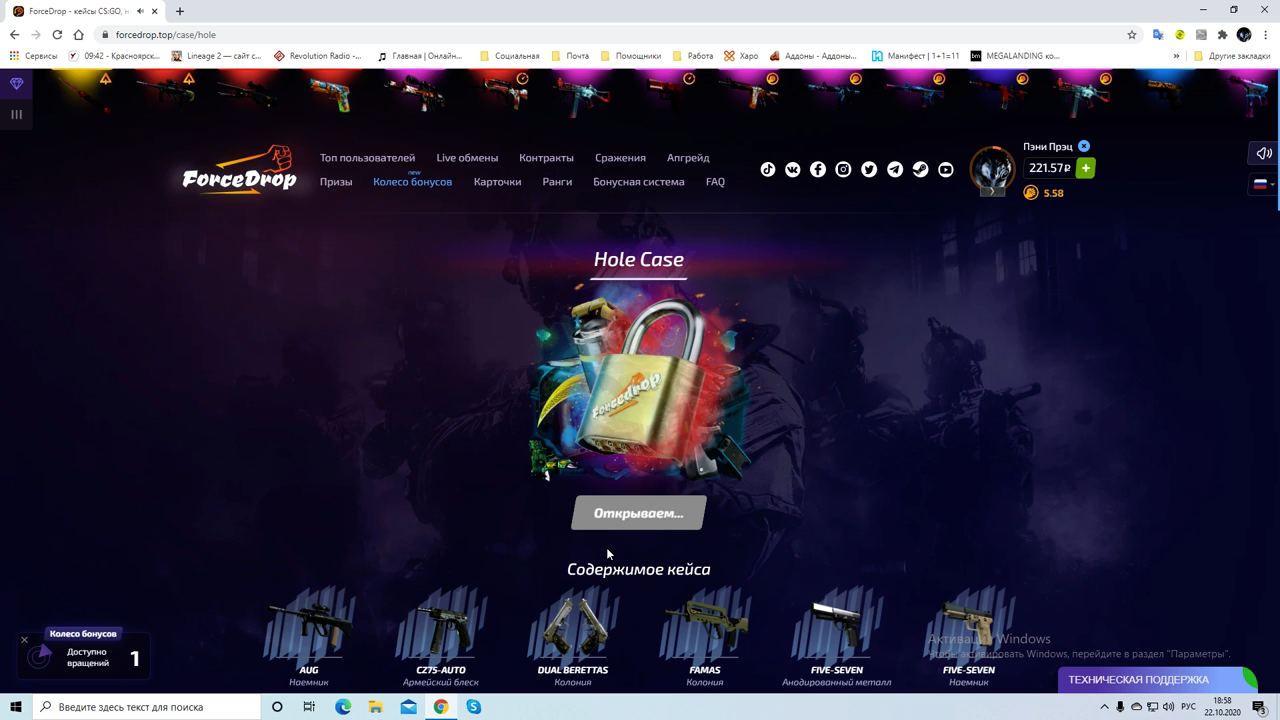 ForceDrop - кейсы CS:GO, н
forcedrop.top/case/hole
Сервисы
09:42 - Красноярск...
Lineage 2 — сайт с...
Revolution Radio -...
Главная | Онлайн...
Социальная
Почта
Помощники
Работа
Харо
Аддоны - Аддоны...
Манифест | 1+1=11
MEGALANDING ко...
»
Другие закладки
ForceDrop
Топ пользователей
Live обмены
Контракты
Сражения
Апгрейд
new
Призы
Колесо бонусов
Карточки
Ранги
Бонусная система
FAQ
Пэни Прэц
221.57₽
5.58
Hole Case
Forcedrop
Открываем...
Содержимое кейса
AUG
Наемник
CZ75-AUTO
Армейский блеск
DUAL BERETTAS
Колония
FAMAS
Колония
FIVE-SEVEN
Анодированный металл
FIVE-SEVEN
Наемник
Колесо бонусов
Доступно
вращений
1
Активация Windows
Чтобы активировать Windows, перейдите в раздел "Параметры".
ТЕХНИЧЕСКАЯ ПОДДЕРЖКА
Введите здесь текст для поиска
РУС
18:58
22.10.2020
3